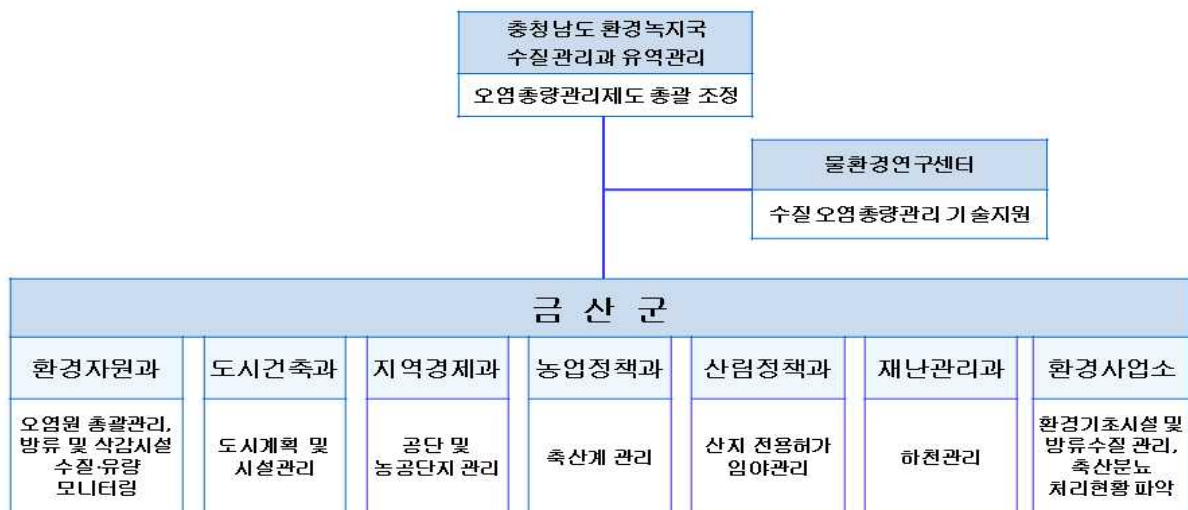 충청남도 환경녹지국
수질관리과 유역관리
오염총량관리제도 총괄 조정
물환경연구센터
수질 오염총량관리 기술지원
금 산 군
환경자원과
오염원 총괄관리,
방류 및 삭감시설
수질·유량
모니터링
도시건축과
도시계획 및
시설관리
지역경제과
공단 및
농공단지 관리
농업정책과
축산계 관리
산림정책과
산지 전용허가
임야관리
재난관리과
하천관리
환경사업소
환경기초시설 및
방류수질 관리,
축산분뇨
처리현황 파악